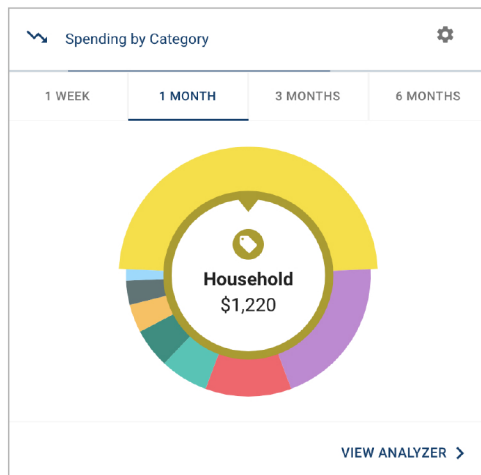 Spending by Category
1 WEEK
1 MONTH
3 MONTHS
6 MONTHS
Household
$1,220
VIEW ANALYZER